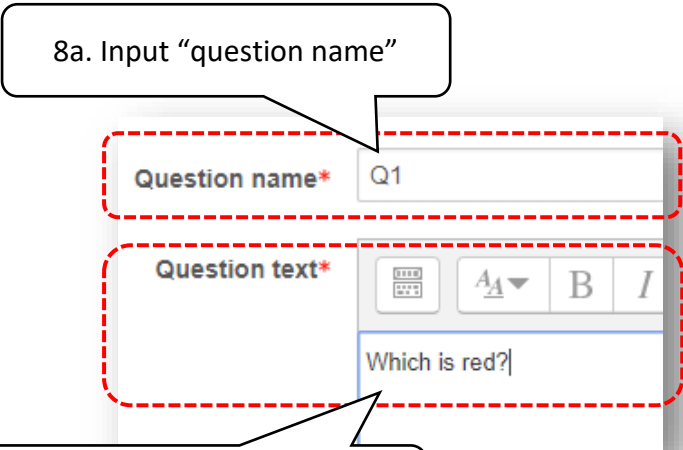 8a. Input “question name”
Question name* Q1
Question text*
B I
Which is red?